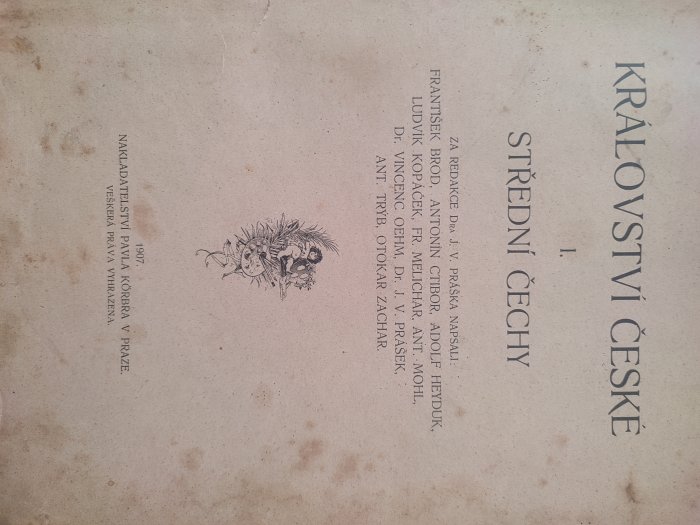 KRÁLOVSTVÍ ČESKÉ
I.
STŘEDNÍ ČECHY
ZA REDAKCE Dra J. V. PRÁŠKA NAPSALI:
FRANTIŠEK BROD, ANTONÍN CTIBOR, ADOLF HEYDUK,
LUDVÍK KOPÁČEK, FR. MELICHAR, ANT. MOHL,
Dr. VINCENC OEHM, Dr. J. V. PRÁŠEK,
ANT. TRÝB, OTOKAR ZACHAR.
1907.
NAKLADATELSTVÍ PAVLA KÖRBRA V PRAZE.
VEŠKERÁ PRÁVA VYHRAZENA.